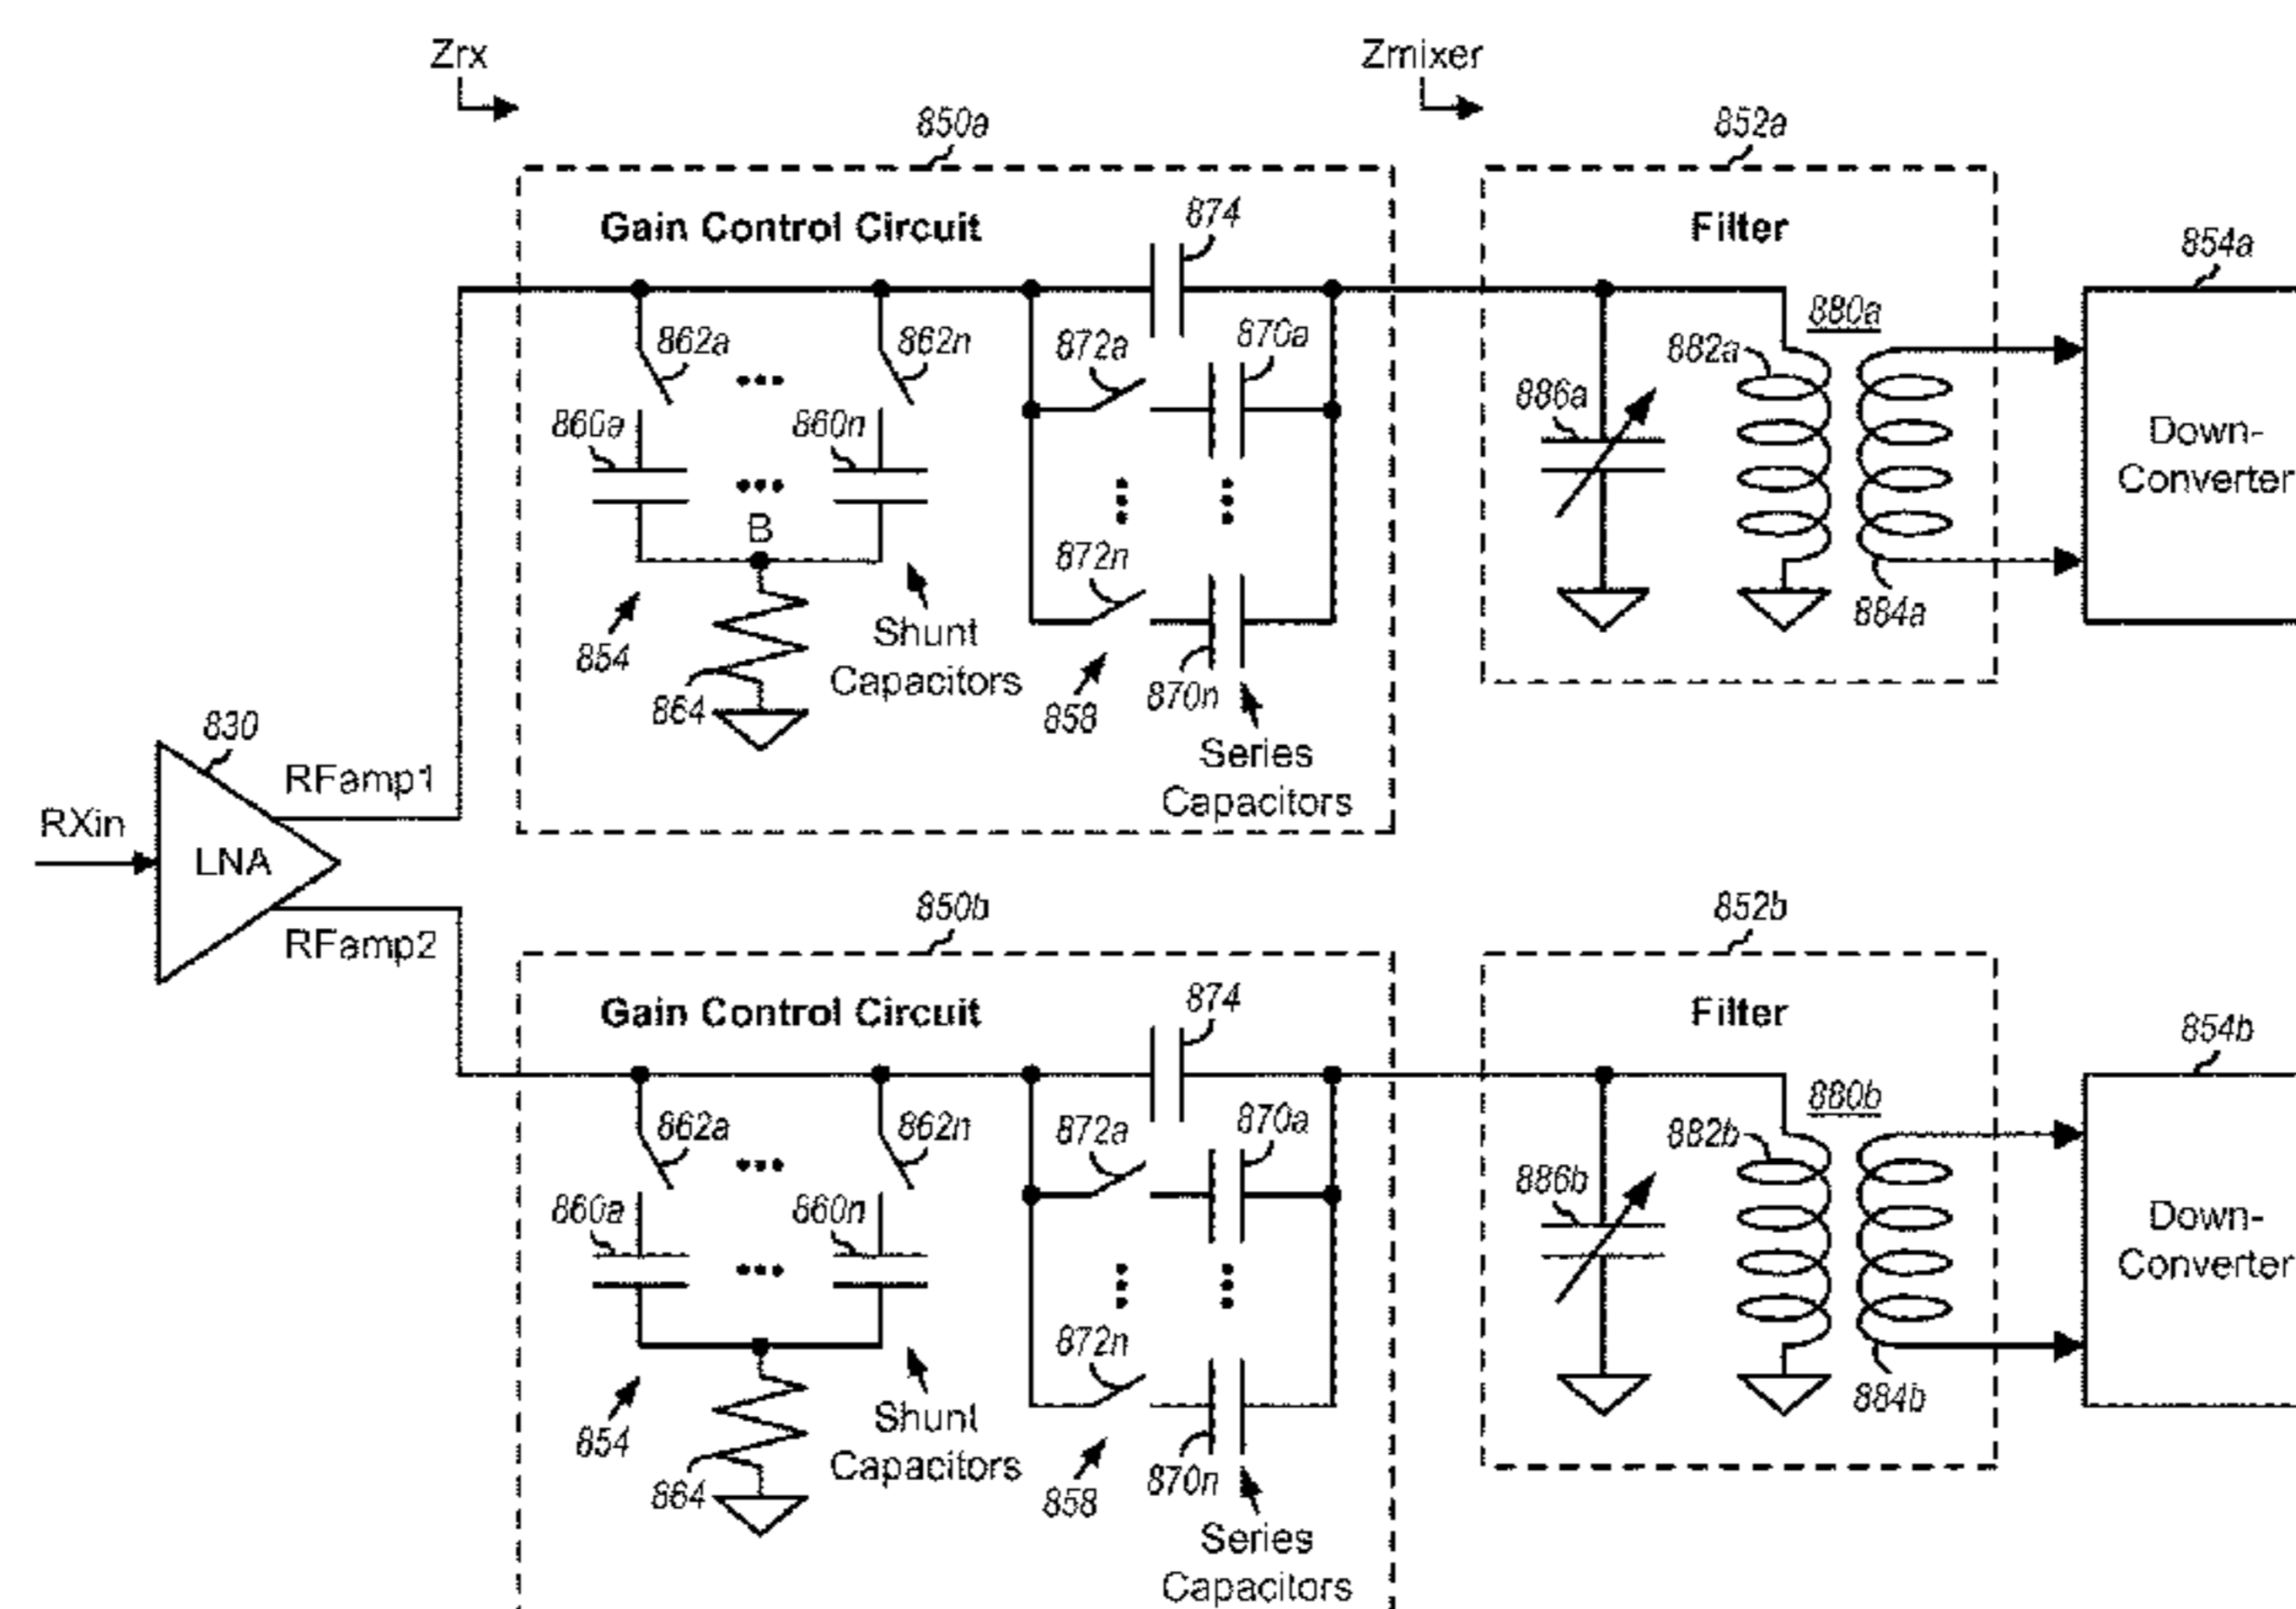 Zrx
Zmixer
850a
852a
Gain Control Circuit
874
Filter
854a
862a
862n
872a
870a
882a
880a
886a
860a
860n
Down-
Converter
B
872n
884a
Shunt
Capacitors
854
864
858
870n
Series
Capacitors
830
RFamp1
RXin
LNA
RFamp2
850b
852b
Gain Control Circuit
874
Filter
854b
862a
862n
872a
870a
882b
880b
886b
860a
860n
Down-
Converter
872n
884b
Shunt
Capacitors
854
864
858
870n
Series
Capacitors